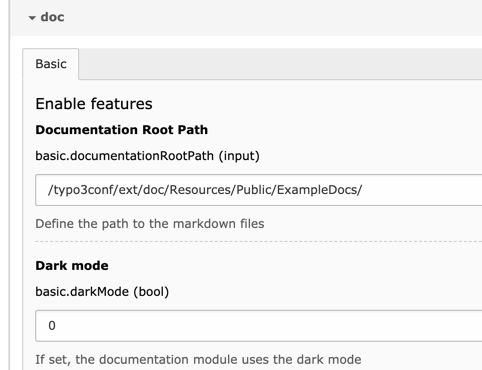 doc
Basic
Enable features
Documentation Root Path
basic.documentationRootPath (input)
/typo3conf/ext/doc/Resources/Public/ExampleDocs/
Define the path to the markdown files
Dark mode
basic.darkMode (bool)
0
If set, the documentation module uses the dark mode